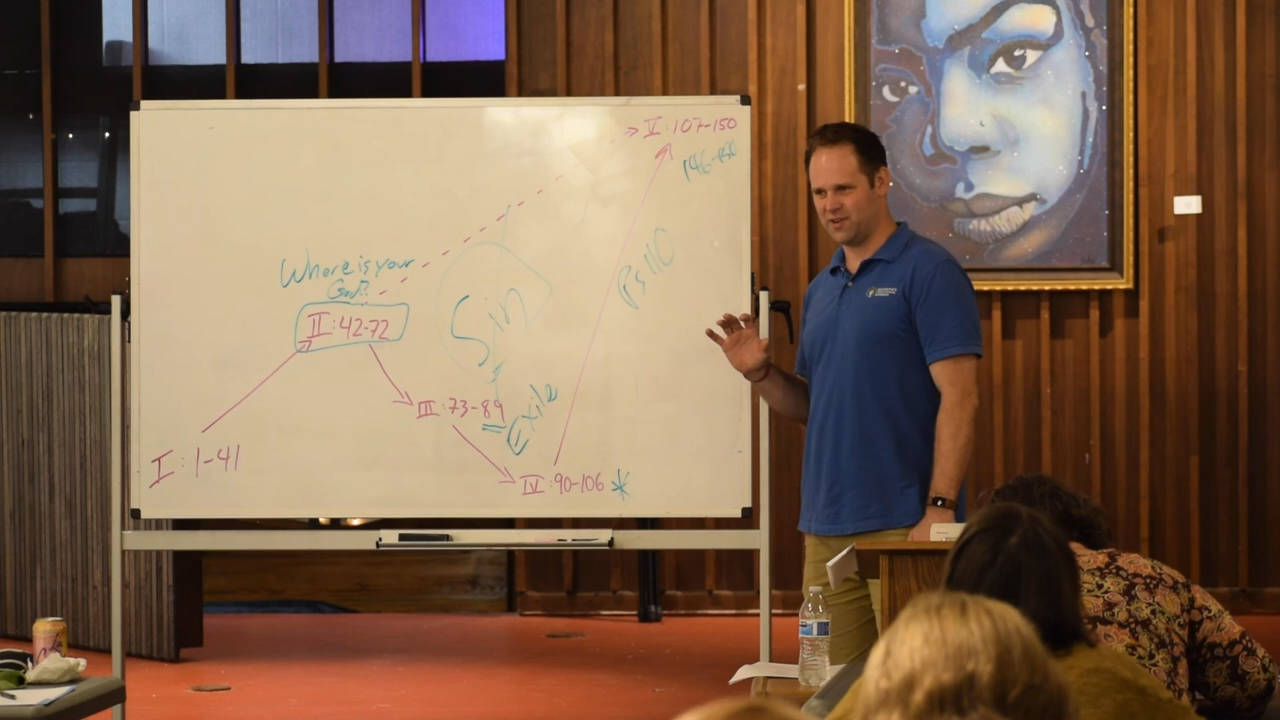 V: 107-150
146-150
Where is your
God?
II: 42-72
Sin
Ps 110
III: 73-89
= Exile
I: 1-41
IV: 90-106 *